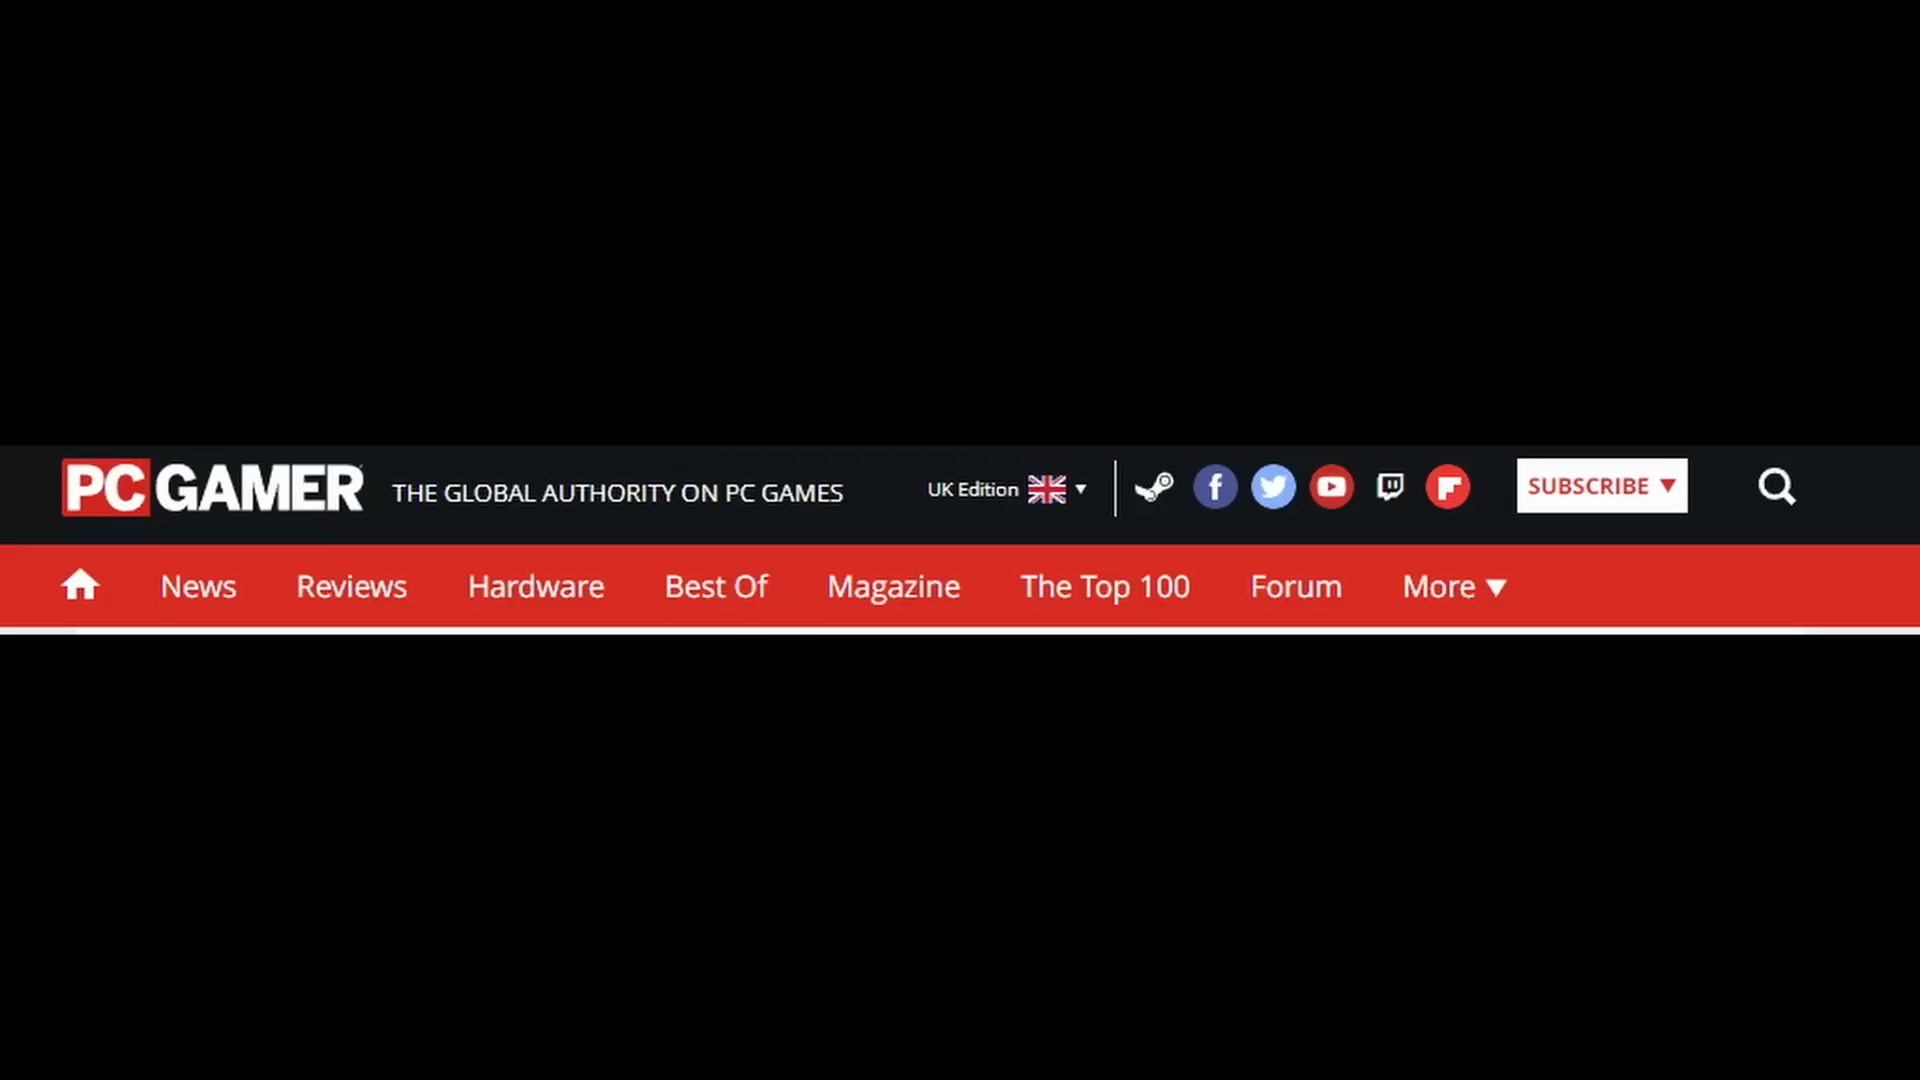 PC GAMER THE GLOBAL AUTHORITY ON PC GAMES UK Edition SUBSCRIBE
News Reviews Hardware Best Of Magazine The Top 100 Forum More